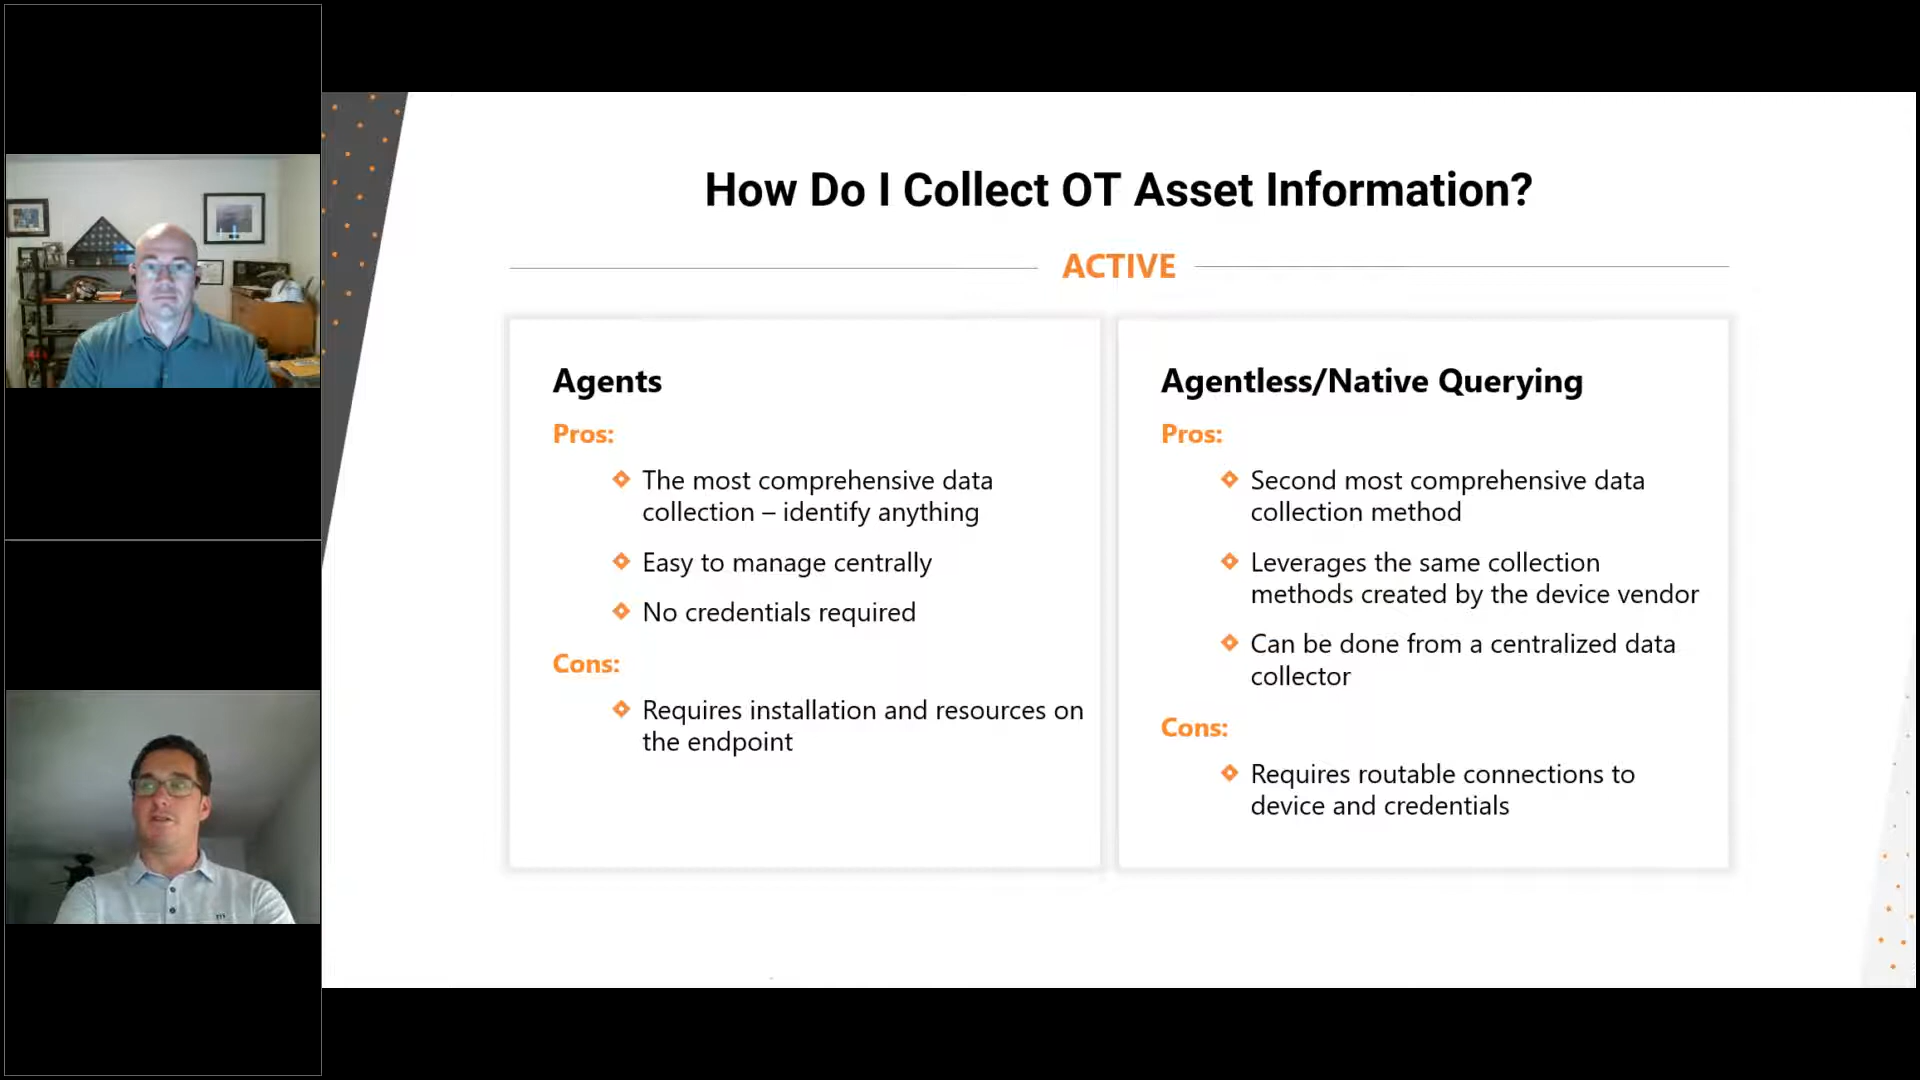 How Do I Collect OT Asset Information?
ACTIVE
Agents
Pros:
The most comprehensive data
collection – identify anything
Easy to manage centrally
No credentials required
Cons:
Requires installation and resources on
the endpoint
Agentless/Native Querying
Pros:
Second most comprehensive data
collection method
Leverages the same collection
methods created by the device vendor
Can be done from a centralized data
collector
Cons:
Requires routable connections to
device and credentials